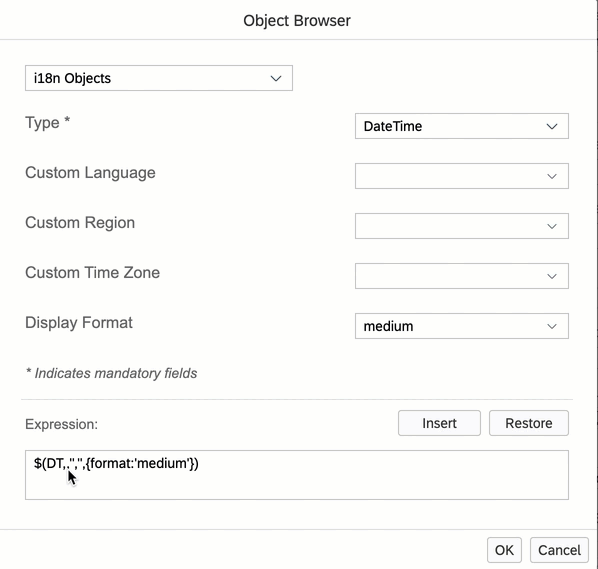 Object Browser
i18n Objects
Type *
DateTime
Custom Language
Custom Region
Custom Time Zone
Display Format
medium
* Indicates mandatory fields
Expression:
Insert
Restore
$(DT,.'','',{format:'medium'})
OK
Cancel